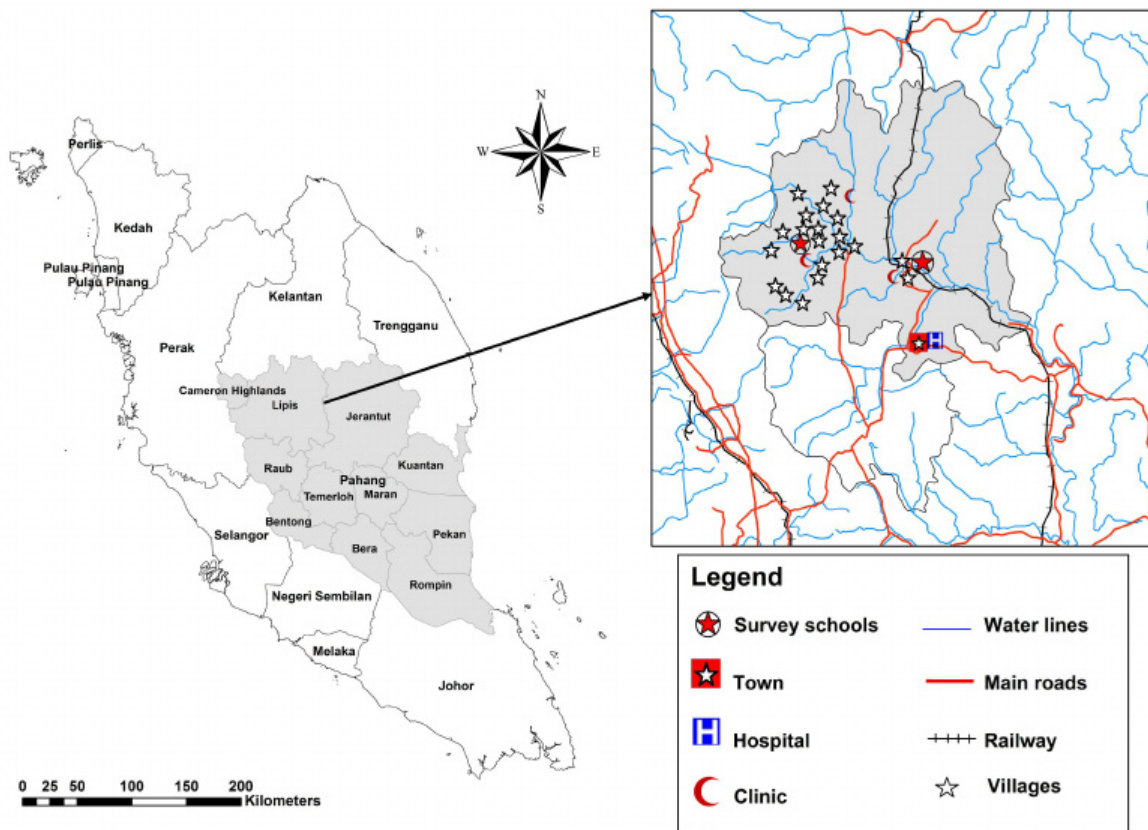 N
W
E
S
Perlis
Kedah
Pulau Pinang
Pulau Pinang
Kelantan
Trengganu
Perak
Cameron Highlands
Lipis
Jerantut
Raub
Kuantan
Pahang
Temerloh
Maran
Bentong
Selangor
Pekan
Bera
Rompin
Negeri Sembilan
Melaka
Johor
0 25 50 100 150 200
Kilometers
H
Legend
Survey schools
Water lines
Town
Main roads
H
Hospital
Railway
Clinic
Villages